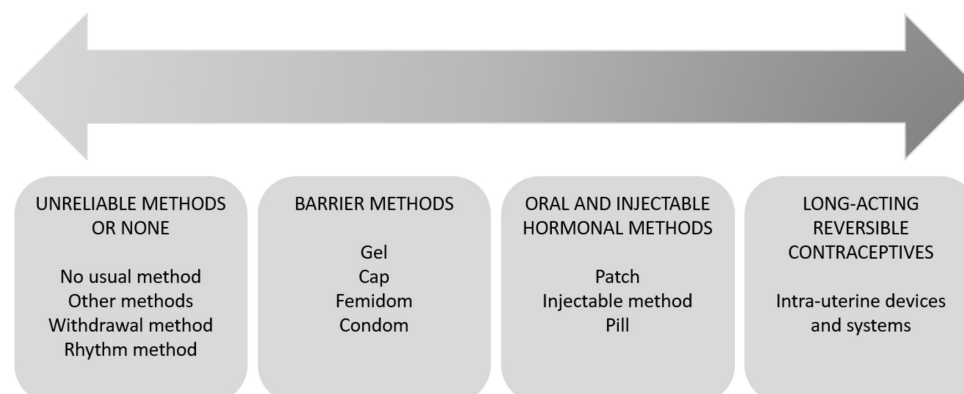 UNRELIABLE METHODS
OR NONE
No usual method
Other methods
Withdrawal method
Rhythm method
BARRIER METHODS
Gel
Cap
Femidom
Condom
ORAL AND INJECTABLE
HORMONAL METHODS
Patch
Injectable method
Pill
LONG-ACTING
REVERSIBLE
CONTRACEPTIVES
Intra-uterine devices
and systems